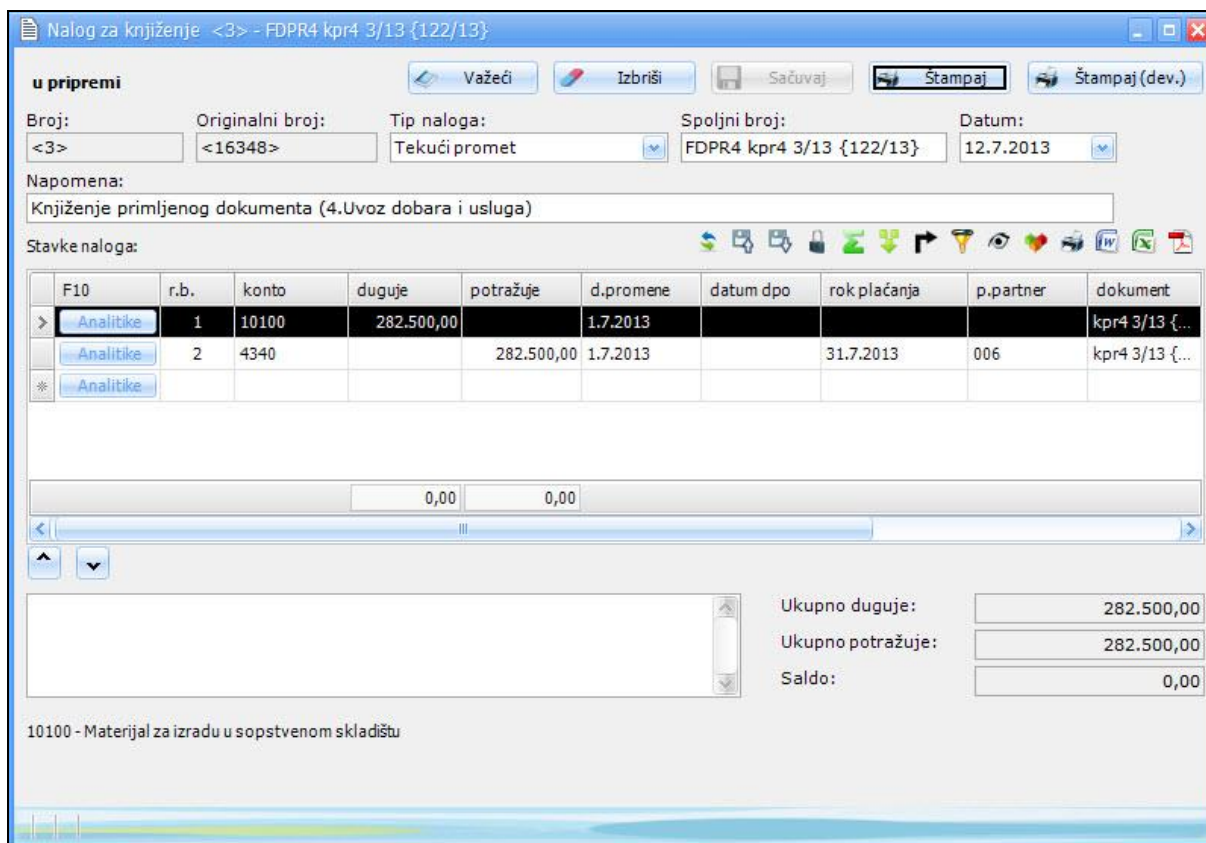 Nalog za knjiženje <3> - FDPR4 kpr4 3/13 {122/13}
u pripremi Važeći Izbriši Sačuvaj Štampaj Štampaj(dev.)
Broj: Originalni broj: Tip naloga: Spoljni broj: Datum:
<3> <16348> Tekući promet FDPR4 kpr4 3/13 {122/13} 12.7.2013
Napomena:
Knjiženje primljenog dokumenta (4.Uvoz dobara i usluga)
Stavke naloga:
F10 r.b. konto duguje potražuje d.promene datum dpo rok plaćanja p.partner dokument
Analitike 1 10100 282.500,00 1.7.2013 kpr4 3/13 {...
Analitike 2 4340 282.500,00 1.7.2013 31.7.2013 006 kpr4 3/13 {...
Analitike
0,00 0,00
Ukupno duguje: 282.500,00
Ukupno potražuje: 282.500,00
Saldo: 0,00
10100 - Materijal za izradu u sopstvenom skladištu